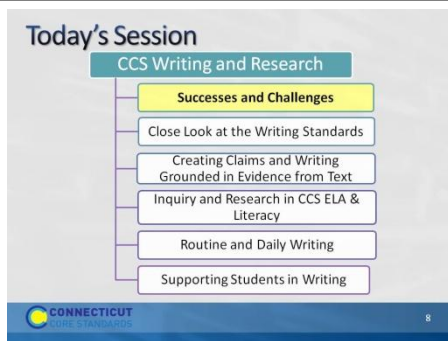 Today's Session
CCS Writing and Research
Successes and Challenges
Close Look at the Writing Standards
Creating Claims and Writing
Grounded in Evidence from Text
Inquiry and Research in CCS ELA &
Literacy
Routine and Daily Writing
Supporting Students in Writing
CONNECTICUT
CORE STANDARDS
8